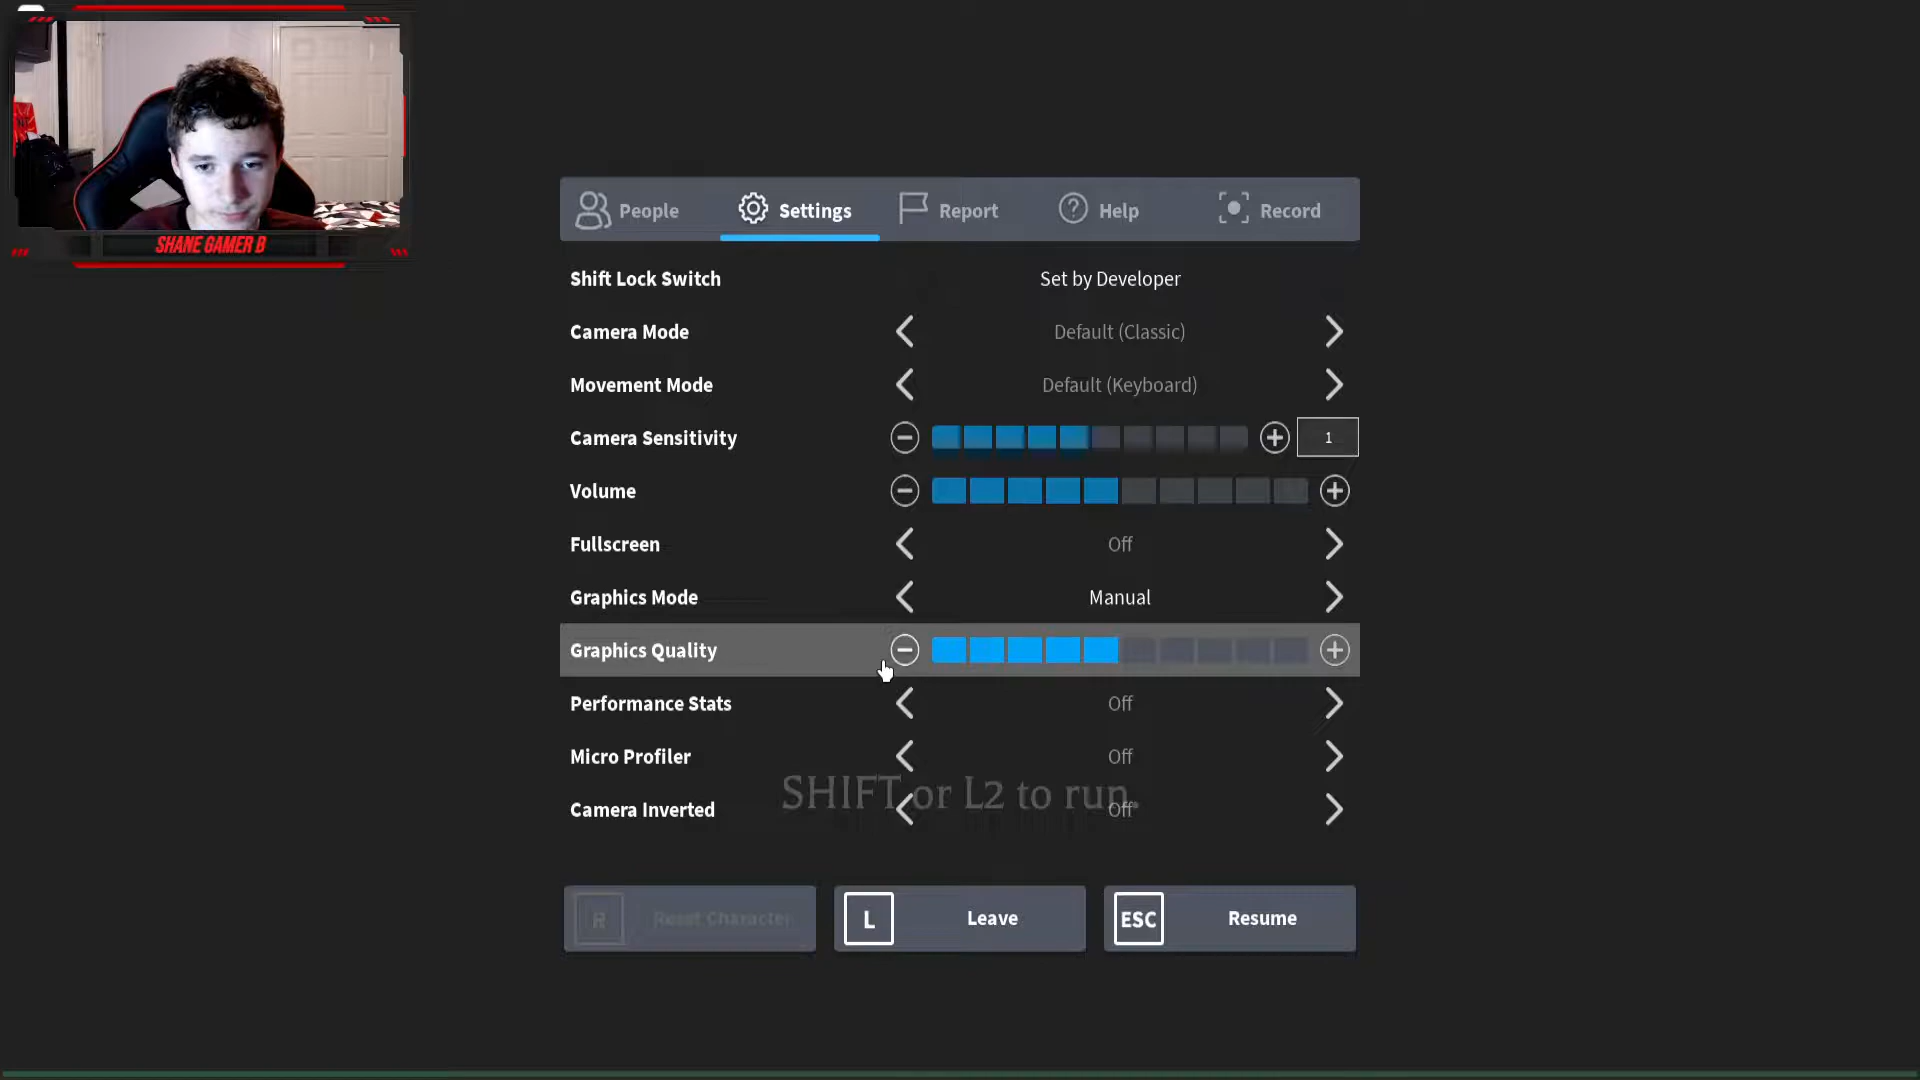 People
Settings
Report
Help
Record
SHANE GAMER B
Shift Lock Switch
Set by Developer
Camera Mode
Default (Classic)
Movement Mode
Default (Keyboard)
Camera Sensitivity
1
Volume
Fullscreen
Off
Graphics Mode
Manual
Graphics Quality
Performance Stats
Off
Micro Profiler
Off
SHIFT or L2 to run.
Camera Inverted
Off
R
Reset Character
L
Leave
ESC
Resume